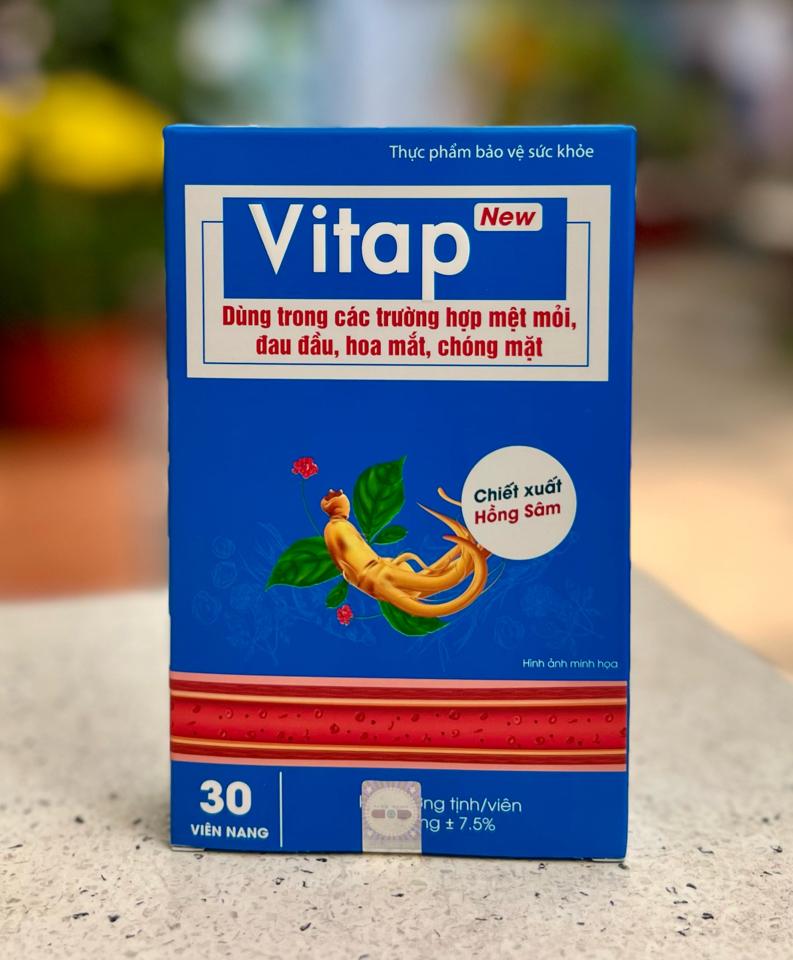 Thực phẩm bảo vệ sức khỏe
Vitap New
Dùng trong các trường hợp mệt mỏi,
đau đầu, hoa mắt, chóng mặt
Chiết xuất
Hồng Sâm
Hình ảnh minh họa
30
VIÊN NANG
tịnh/viên
± 7.5%